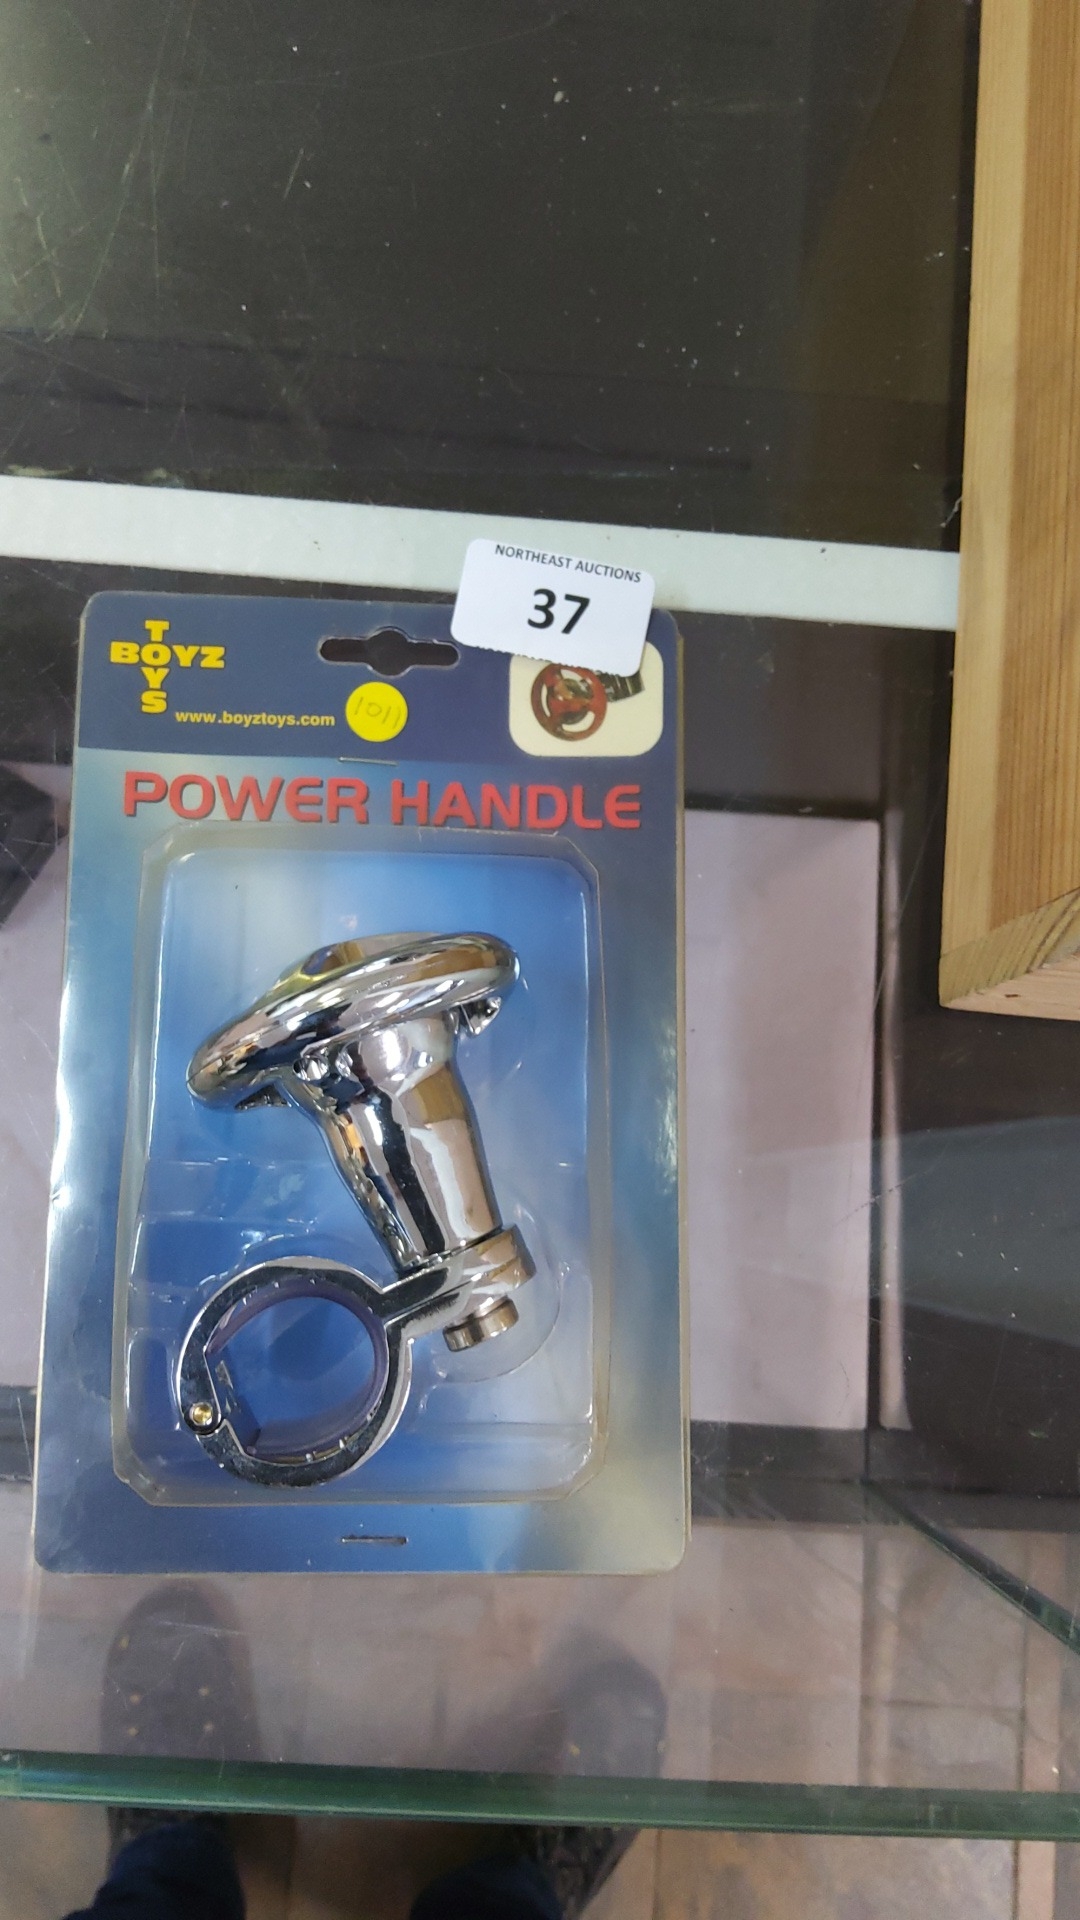 NORTHEAST AUCTIONS
37
TOYS
BOYZ
www.boyztoys.com
1011
POWER HANDLE